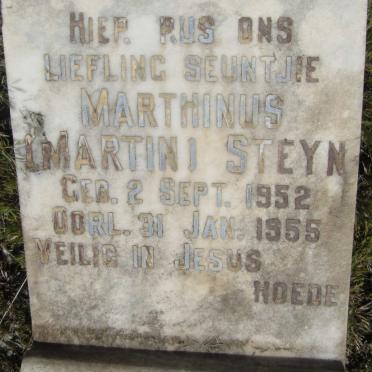 HIER RUS ONS
LIEFLING SEUNTJIE
MARTHINUS
(MARTIN) STEYN
GEB. 2 SEPT. 1952
OORL. 31 JAN. 1955
VEILIG IN JESUS
HOEDE